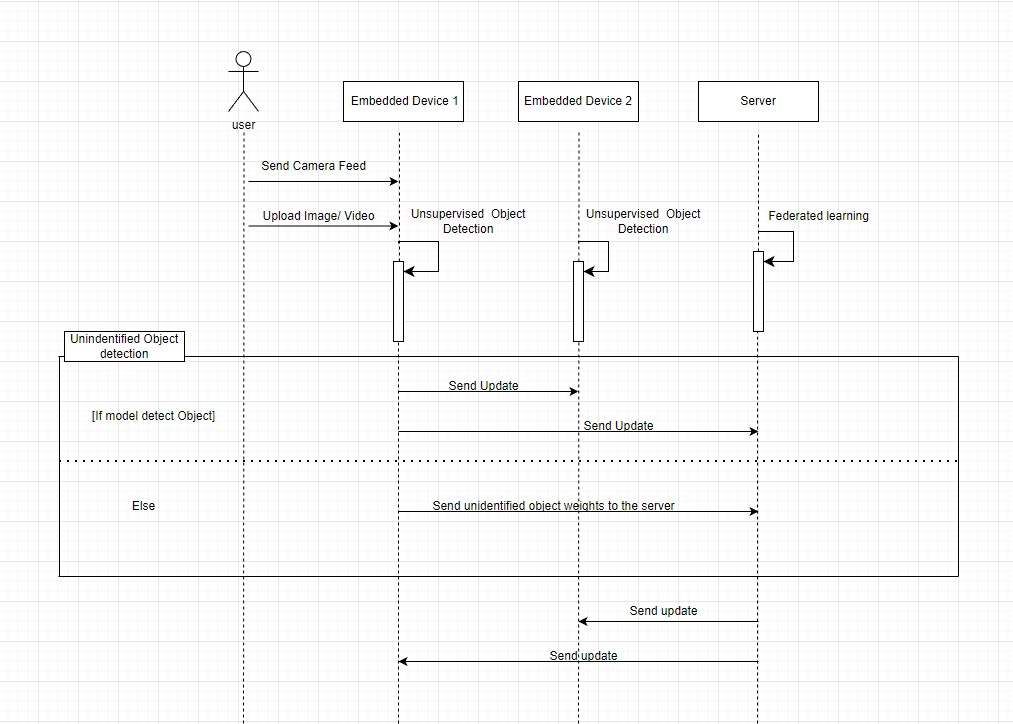 user
Embedded Device 1
Embedded Device 2
Server
Send Camera Feed
Upload Image/ Video
Unsupervised Object
Detection
Unsupervised Object
Detection
Federated learning
Unindentified Object
detection
Send Update
[If model detect Object]
Send Update
Else
Send unidentified object weights to the server
Send update
Send update